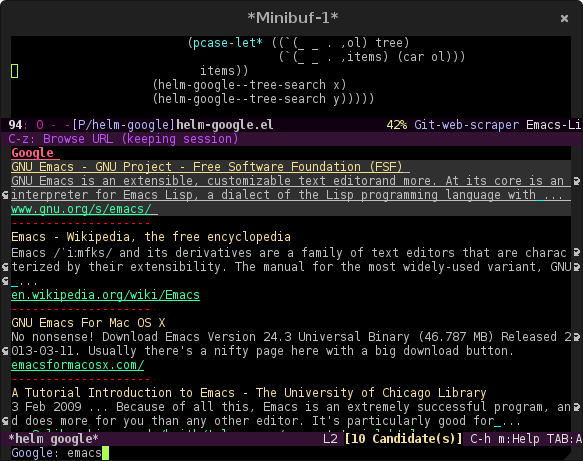 *Minibuf-1*
(pcase-let* ((`(_ _ . ,ol) tree)
(`(_ _ . ,items) (car ol)))
items))
(helm-google--tree-search x)
(helm-google--tree-search y)))))
94: 0 - -[P/helm-google]helm-google.el 42% Git-web-scraper Emacs-Li
C-z: Browse URL (keeping session)
Google
GNU Emacs - GNU Project - Free Software Foundation (FSF)
GNU Emacs is an extensible, customizable text editorand more. At its core is an
interpreter for Emacs Lisp, a dialect of the Lisp programming language with ...
www.gnu.org/s/emacs/
--------------------
Emacs - Wikipedia, the free encyclopedia
Emacs /ˈiːmfks/ and its derivatives are a family of text editors that are charac
terized by their extensibility. The manual for the most widely-used variant, GNU
...
en.wikipedia.org/wiki/Emacs
--------------------
GNU Emacs For Mac OS X
No nonsense! Download Emacs Version 24.3 Universal Binary (46.787 MB) Released 2
013-03-11. Usually there's a nifty page here with a big download button.
emacsformacosx.com/
--------------------
A Tutorial Introduction to Emacs - The University of Chicago Library
3 Feb 2009 ... Because of all this, Emacs is an extremely successful program, an
d does more for you than any other editor. It's particularly good for ...
*helm google* L2 [10 Candidate(s)] C-h m:Help TAB:A
Google: emacs